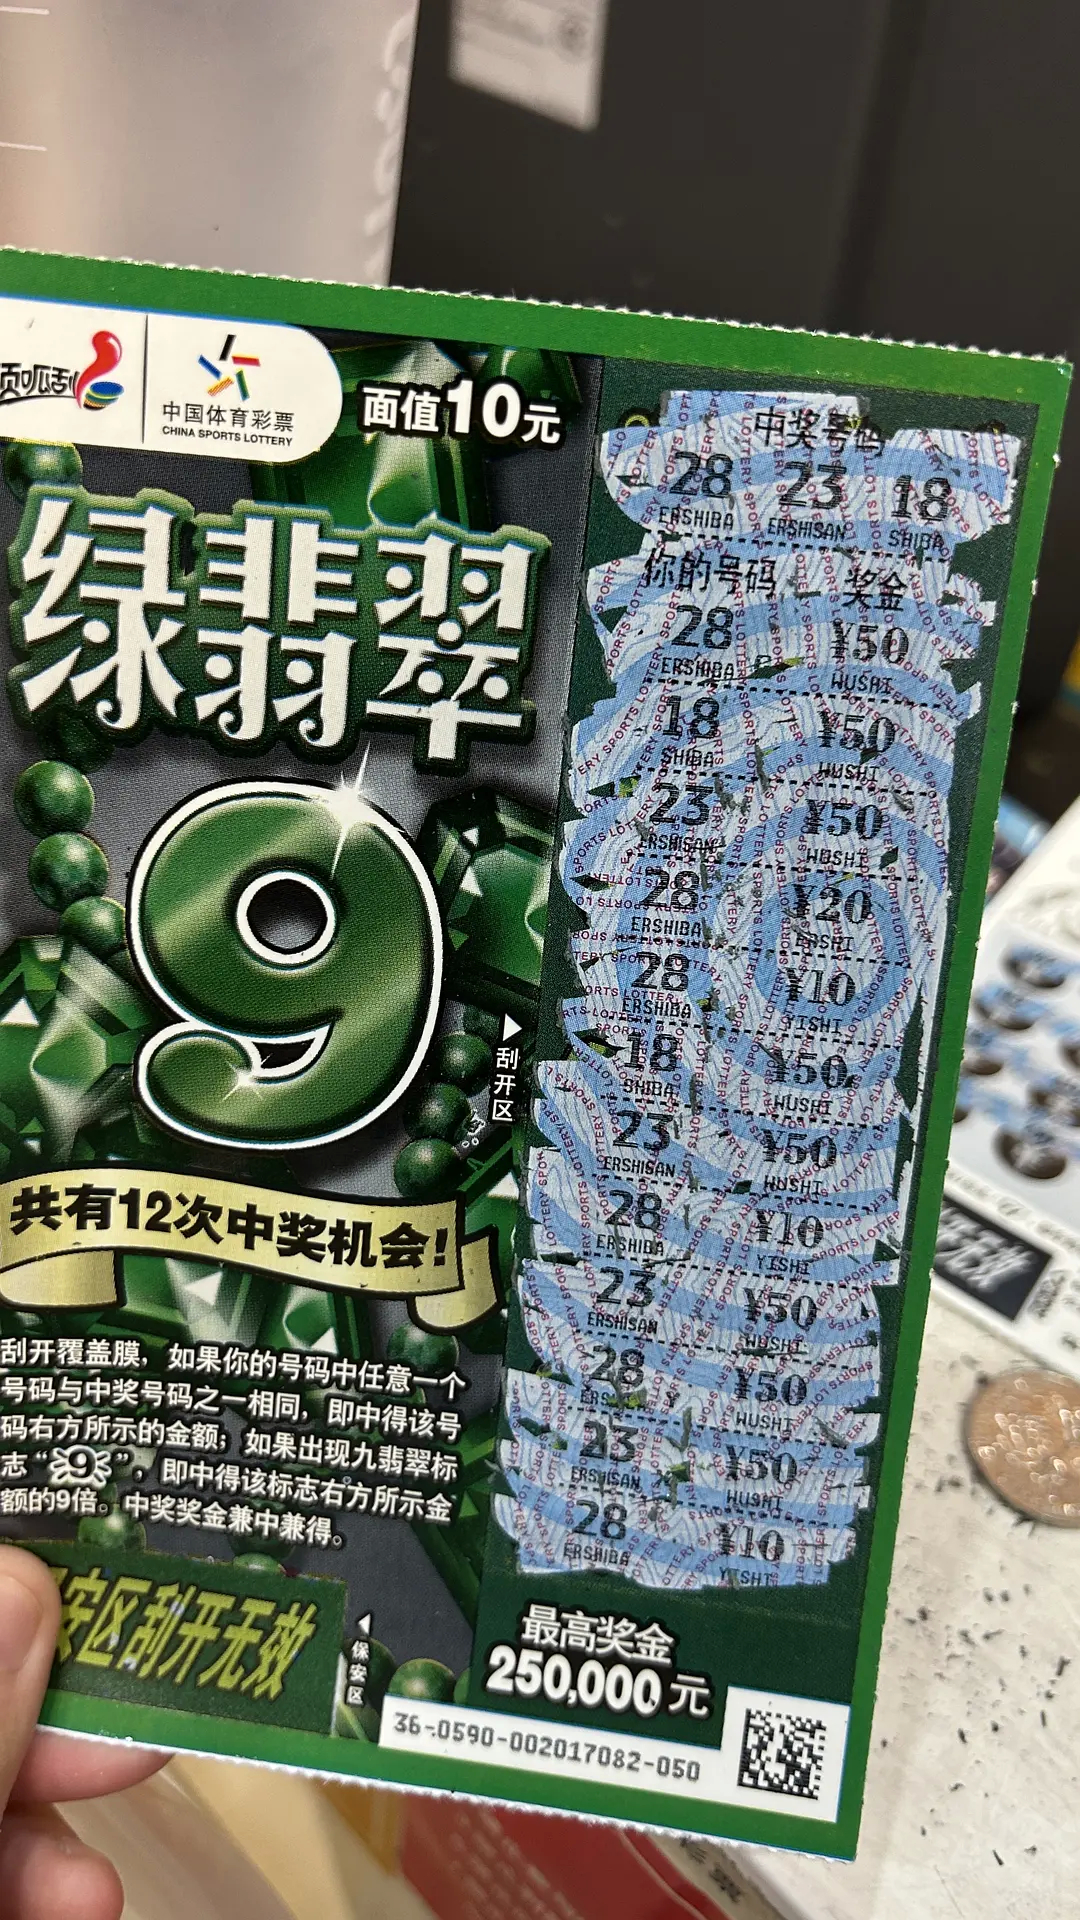 顶呱刮
中国体育彩票
CHINA SPORTS LOTTERY
面值10元
绿翡翠
9
共有12次中奖机会!
刮开覆盖膜，如果你的号码中任意一个
号码与中奖号码之一相同，即中得该号
码右方所示的金额；如果出现九翡翠标
志“9”，即中得该标志右方所示金
额的9倍。中奖奖金兼中兼得。
安区刮开无效
保安区
刮开区
中奖号码
28 23 18
ERSHIBA ERSHISAN SHIBA
你的号码 奖金
28 ¥50
ERSHIBA WUSHI
18 ¥50
SHIBA WUSHI
23 ¥50
ERSHISAN WUSHI
28 ¥20
ERSHIBA ERSHI
28 ¥10
ERSHIBA YISHI
18 ¥50
SHIBA WUSHI
23 ¥50
ERSHISAN WUSHI
28 ¥10
ERSHIBA YISHI
23 ¥50
ERSHISAN WUSHI
28 ¥50
WUSHI
23 ¥50
ERSHISAN WUSHI
28 ¥10
ERSHIBA YISHI
最高奖金
250,000元
36-0590-002017082-050